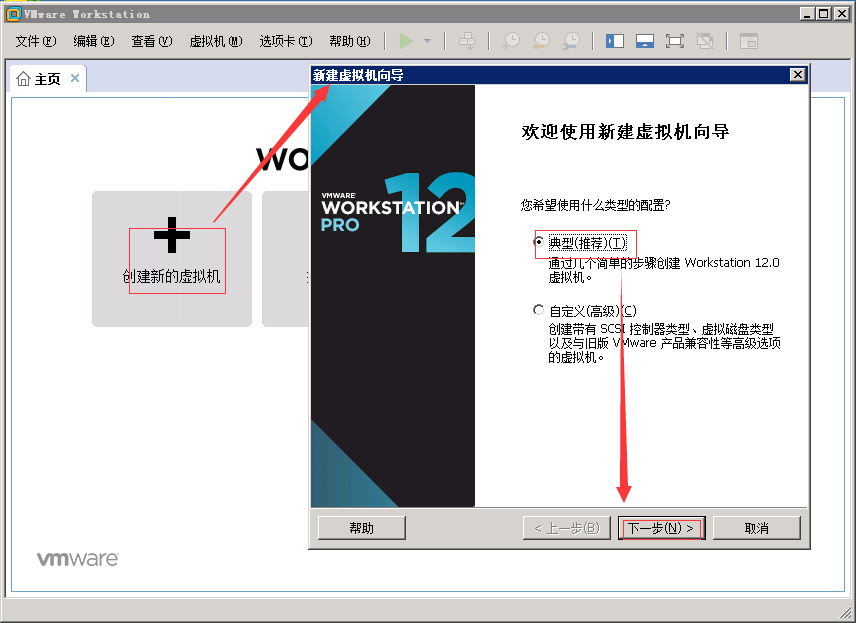 VMware Workstation
文件(F) 编辑(E) 查看(V) 虚拟机(M) 选项卡(T) 帮助(H)
主页
WO
创建新的虚拟机
新建虚拟机向导
VMWARE
WORKSTATION
PRO
12
欢迎使用新建虚拟机向导
您希望使用什么类型的配置?
典型(推荐)(T)
通过几个简单的步骤创建 Workstation 12.0
虚拟机。
自定义(高级)(C)
创建带有 SCSI 控制器类型、虚拟磁盘类型
以及与旧版 VMware 产品兼容性等高级选项
的虚拟机。
帮助 < 上一步(B) 下一步(N) > 取消
vmware